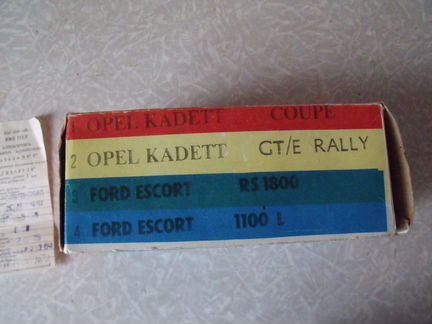 1 OPEL KADETT COUPE
2 OPEL KADETT GT/E RALLY
3 FORD ESCORT RS 1800
4 FORD ESCORT 1100 L